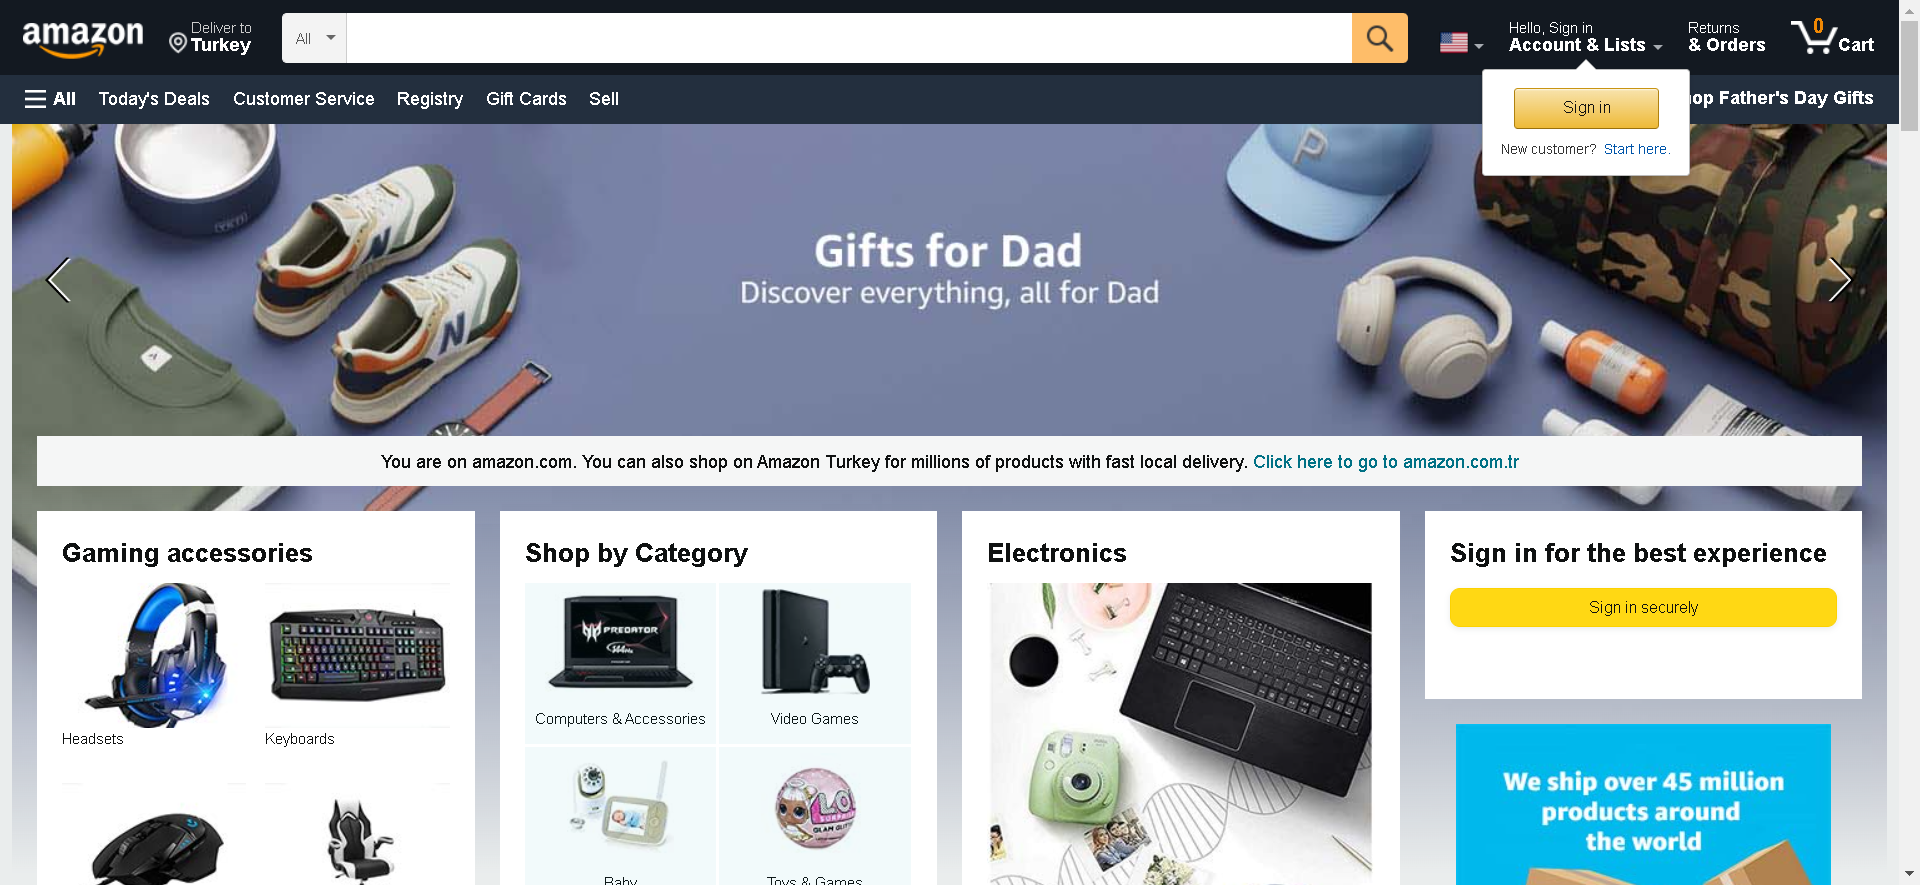 amazon
Deliver to
Turkey
All
Hello, Sign in
Account & Lists
Returns
& Orders
0
Cart
All
Today's Deals
Customer Service
Registry
Gift Cards
Sell
op Father's Day Gifts
Sign in
New customer? Start here.
Gifts for Dad
Discover everything, all for Dad
You are on amazon.com. You can also shop on Amazon Turkey for millions of products with fast local delivery. Click here to go to amazon.com.tr
Gaming accessories
Headsets
Keyboards
Shop by Category
PREDATOR
144Hz
Computers & Accessories
Video Games
L.O.L.
SURPRISE
GLAM GLITTER
Baby
Toys & Games
Electronics
Sign in for the best experience
Sign in securely
We ship over 45 million
products around
the world